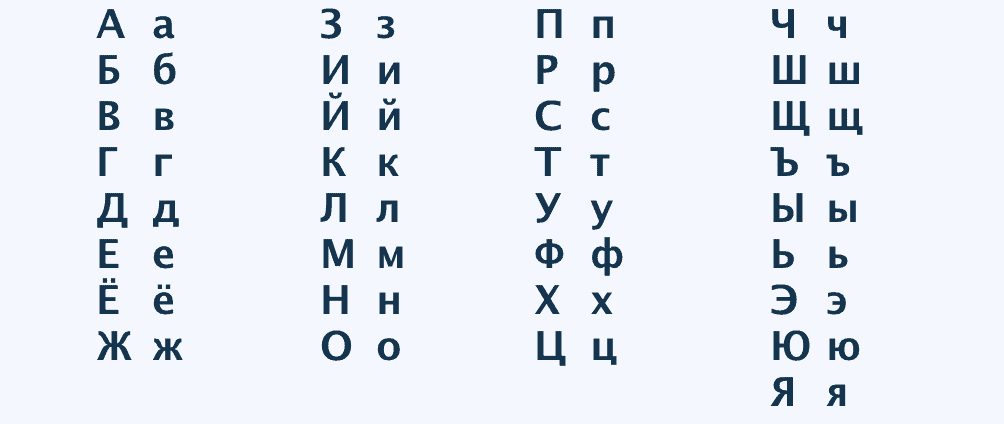 А а
Б б
В в
Г г
Д д
Е е
Ё ё
Ж ж
З з
И и
Й й
К к
Л л
М м
Н н
О о
П п
Р р
С с
Т т
У у
Ф ф
Х х
Ц ц
Ч ч
Ш ш
Щ щ
Ъ ъ
Ы ы
Ь ь
Э э
Ю ю
Я я